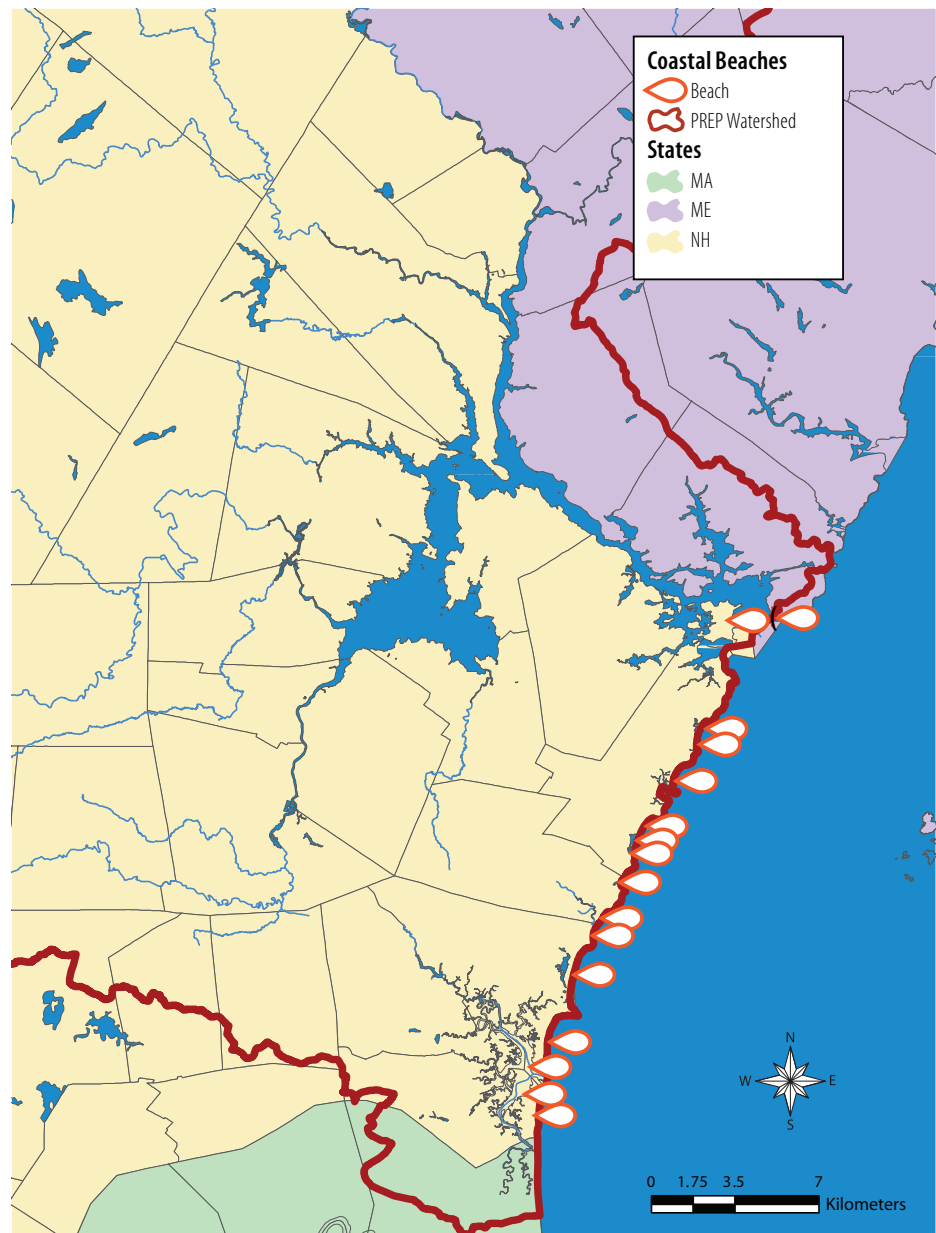 Coastal Beaches
Beach
PREP Watershed
States
MA
ME
NH
N
W E
S
0 1.75 3.5 7
Kilometers